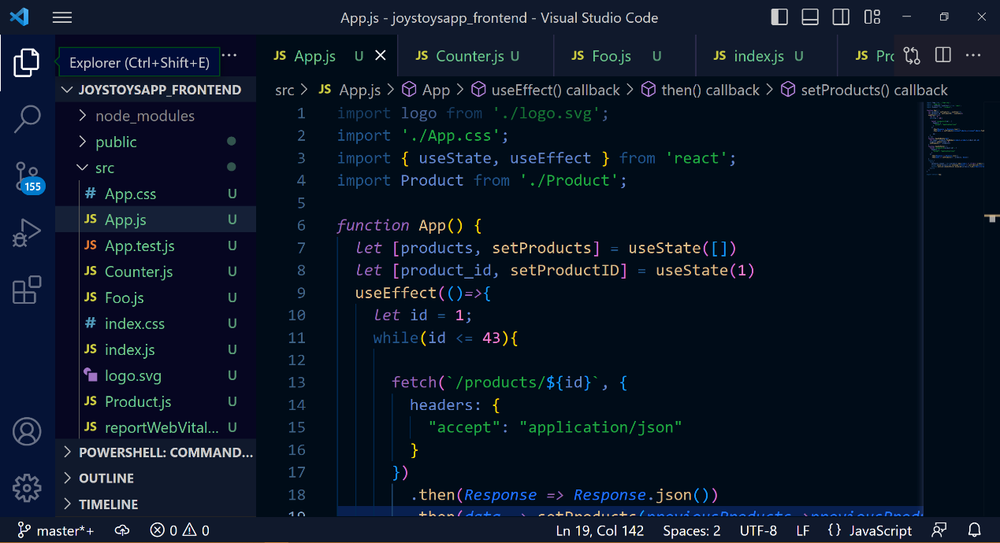 App.js - joystoysapp_frontend - Visual Studio Code
Explorer (Ctrl+Shift+E)
JOYSTOYSAPP_FRONTEND
node_modules
public
src
155
# App.css U
JS App.js U
JS App.test.js U
JS Counter.js U
JS Foo.js U
# index.css U
JS index.js U
logo.svg U
JS Product.js U
JS reportWebVital... U
POWERSHELL: COMMAND...
OUTLINE
TIMELINE
JS App.js U JS Counter.js U JS Foo.js U JS index.js U JS Pro
src > JS App.js > App > useEffect() callback > then() callback > setProducts() callback
1 import logo from './logo.svg';
2 import './App.css';
3 import { useState, useEffect } from 'react';
4 import Product from './Product';
5
6 function App() {
7 let [products, setProducts] = useState([])
8 let [product_id, setProductID] = useState(1)
9 useEffect(()=>{
10 let id = 1;
11 while(id <= 43){
12
13 fetch(`/products/${id}`, {
14 headers: {
15 "accept": "application/json"
16 }
17 })
18 .then(Response => Response.json())
19 .then(data => setProducts(previousProducts =>previousProd
master*+ 0 0 Ln 19, Col 142 Spaces: 2 UTF-8 LF {} JavaScript